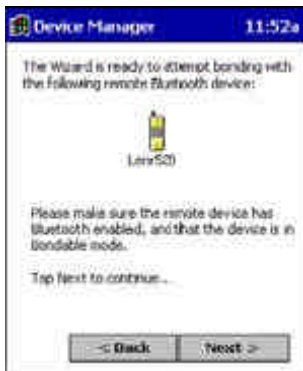 Device Manager 11:52a
The Wizard is ready to attempt bonding with
the following remote Bluetooth device:
Please make sure the remote device has
Bluetooth enabled, and that the device is in
Bondable mode.
Tap Next to continue...
< Back Next >